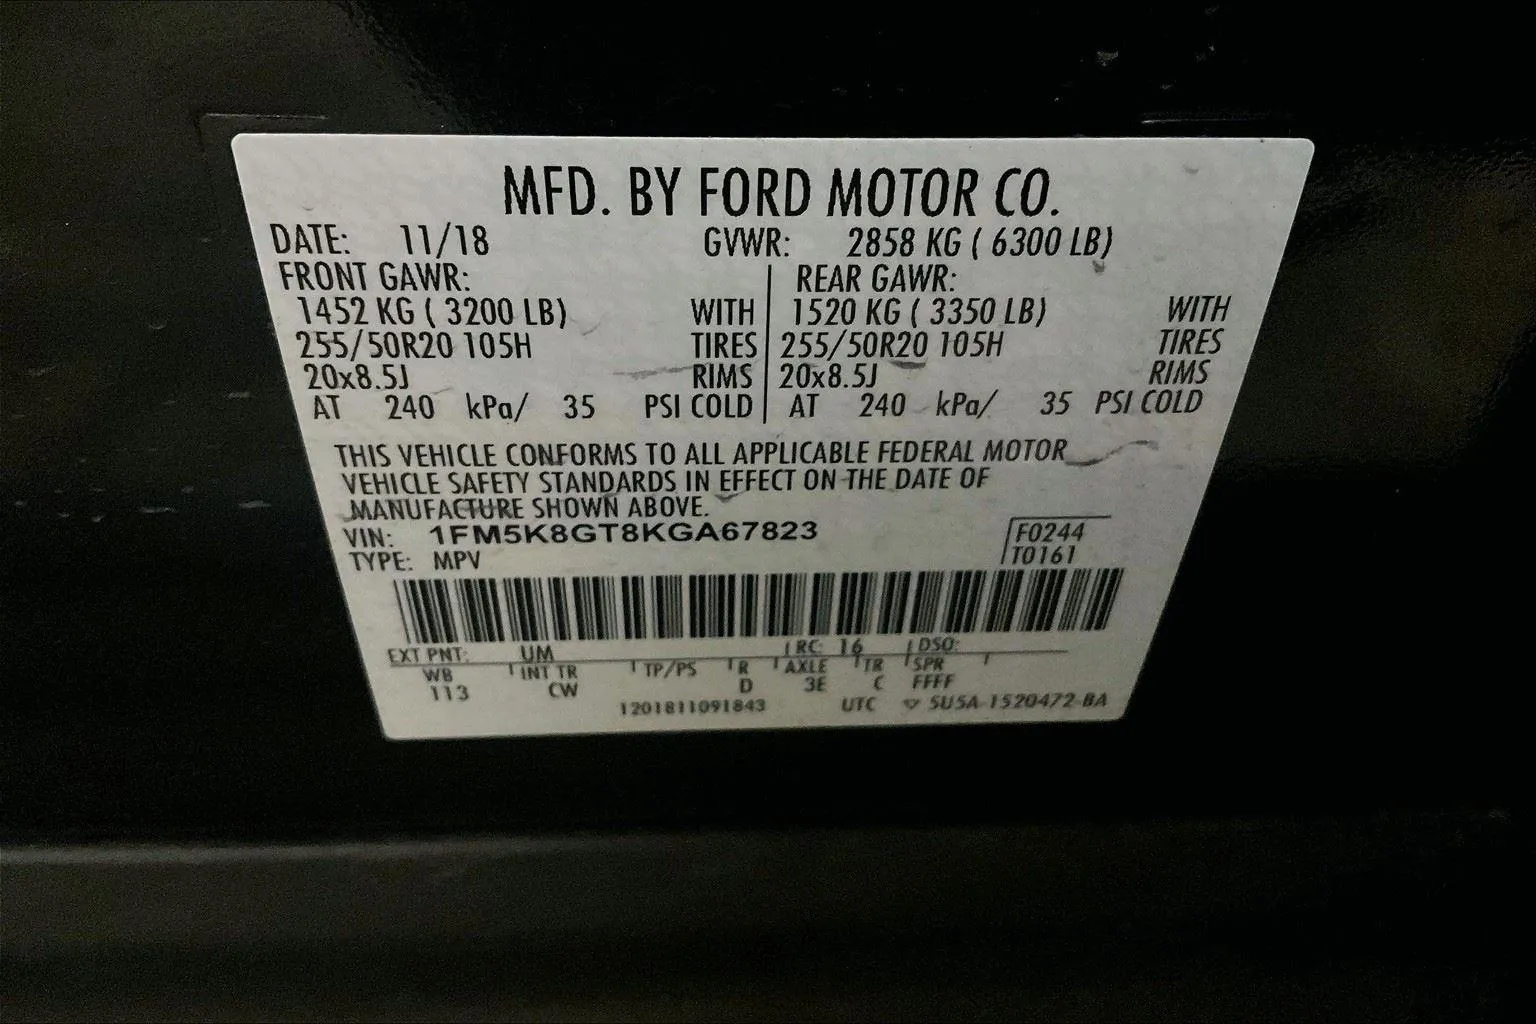 MFD. BY FORD MOTOR CO.
DATE: 11/18 GVWR: 2858 KG ( 6300 LB)
FRONT GAWR: REAR GAWR:
1452 KG ( 3200 LB) WITH 1520 KG ( 3350 LB) WITH
255/50R20 105H TIRES 255/50R20 105H TIRES
20x8.5J RIMS 20x8.5J RIMS
AT 240 kPa/ 35 PSI COLD AT 240 kPa/ 35 PSI COLD
THIS VEHICLE CONFORMS TO ALL APPLICABLE FEDERAL MOTOR
VEHICLE SAFETY STANDARDS IN EFFECT ON THE DATE OF
MANUFACTURE SHOWN ABOVE.
VIN: 1FM5K8GT8KGA67823 F0244
TYPE: MPV T0161
EXT PNT: UM RC: 16 DSO:
WB INT TR TP/PS R AXLE TR SPR
113 CW D 3E C FFFF
1201811091843 UTC ▽ SU5A-1520472-BA